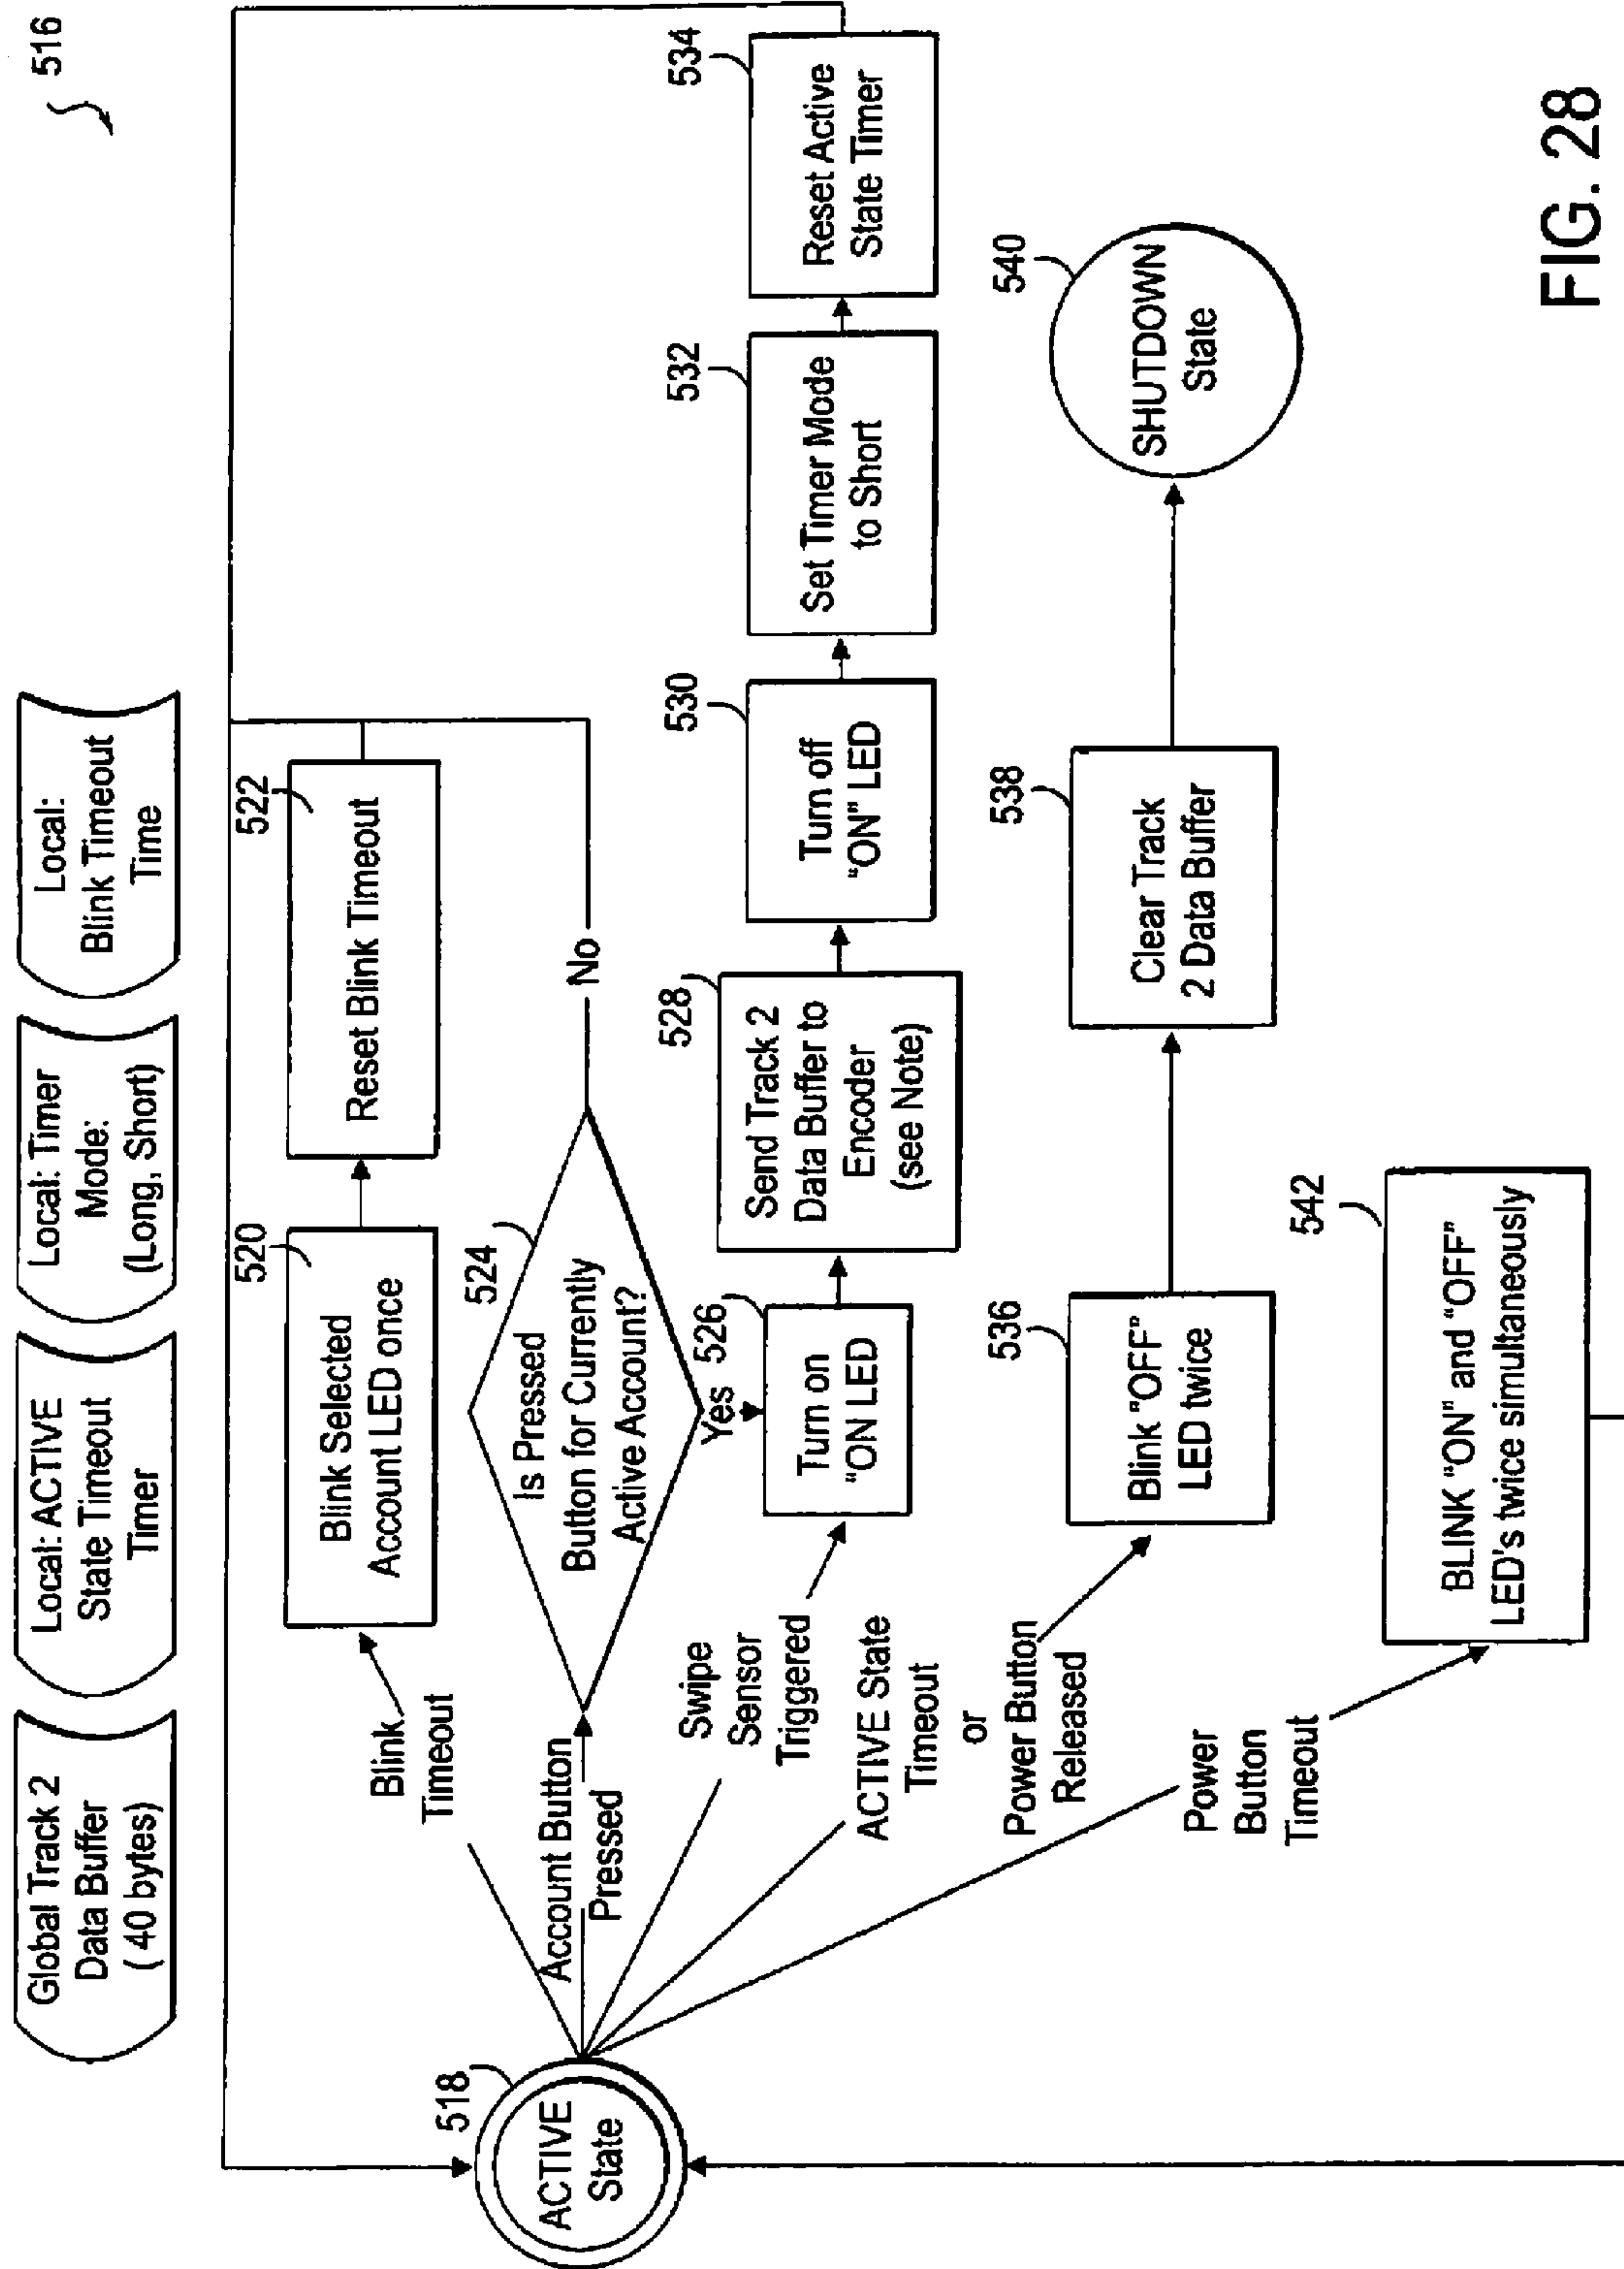 516
Global Track 2
Data Buffer
( 40 bytes)
Local: ACTIVE
State Timeout
Timer
Local: Timer
Mode:
(Long, Short)
Local:
Blink Timeout
Time
518
ACTIVE
State
Blink
Timeout
520
Blink Selected
Account LED once
522
Reset Blink Timeout
Account Button
Pressed
524
Is Pressed
Button for Currently
Active Account?
No
Yes
Swipe
Sensor
Triggered
526
Turn on
“ON LED
528
Send Track 2
Data Buffer to
Encoder
(see Note)
530
Turn off
“ON” LED
532
Set Timer Mode
to Short
534
Reset Active
State Timer
ACTIVE State
Timeout
or
Power Button
Released
536
Blink “OFF”
LED twice
538
Clear Track
2 Data Buffer
540
SHUTDOWN
State
Power
Button
Timeout
542
BLINK “ON” and “OFF”
LED's twice simultaneously
FIG. 28